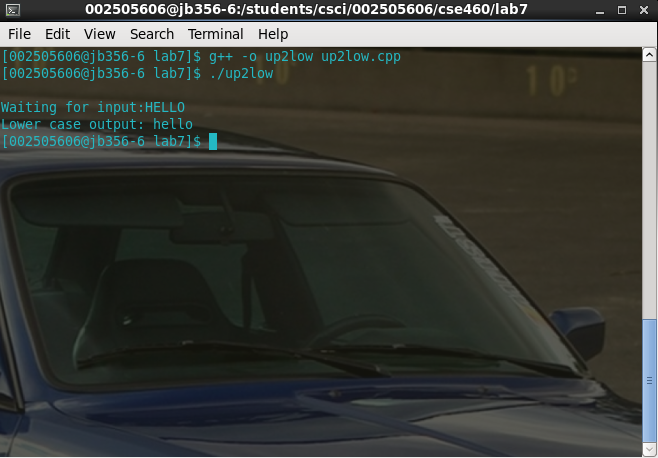 002505606@jb356-6:/students/csci/002505606/cse460/lab7
File Edit View Search Terminal Help
[002505606@jb356-6 lab7]$ g++ -o up2low up2low.cpp
[002505606@jb356-6 lab7]$ ./up2low
Waiting for input:HELLO
Lower case output: hello
[002505606@jb356-6 lab7]$